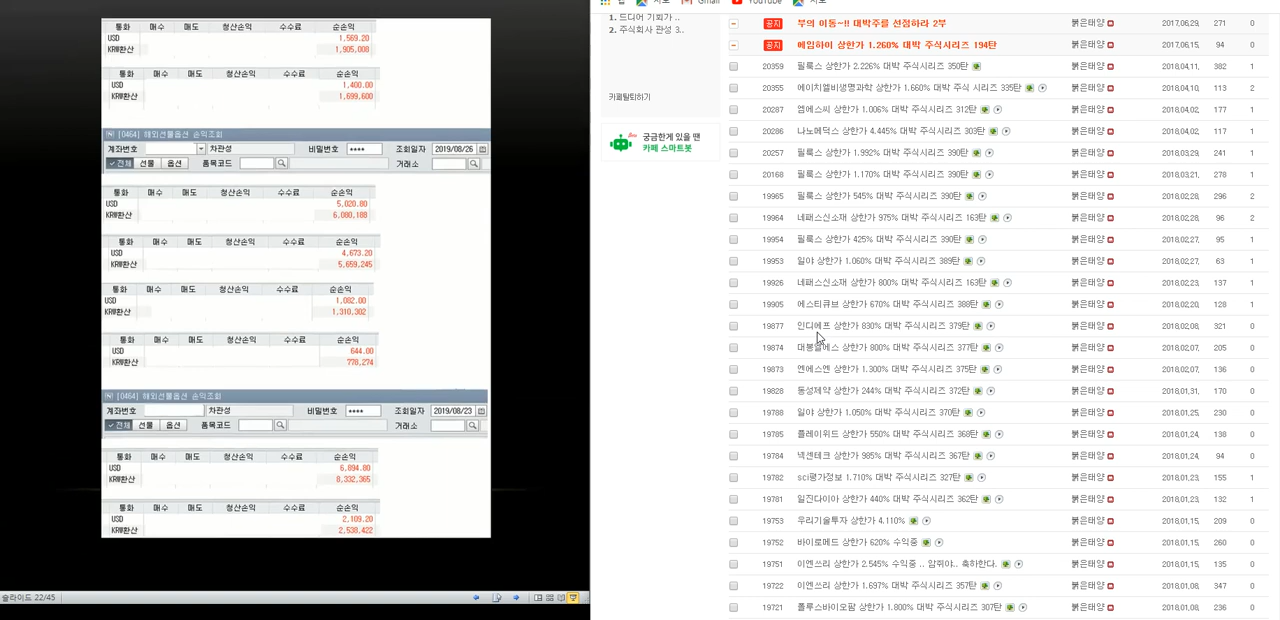 통화 매수 매도 청산손익 수수료 순손익
USD 1,569.20
KRW환산 1,905,008
통화 매수 매도 청산손익 수수료 순손익
USD 1,400.00
KRW환산 1,699,600
[0464] 해외선물옵션 손익조회
계좌번호 차관성 비밀번호 **** 조회일자 2019/08/26
전체 선물 옵션 품목코드 거래소
통화 매수 매도 청산손익 수수료 순손익
USD 5,020.80
KRW환산 6,080,188
통화 매수 매도 청산손익 수수료 순손익
USD 4,673.20
KRW환산 5,659,245
통화 매수 매도 청산손익 수수료 순손익
USD 1,082.00
KRW환산 1,310,302
통화 매수 매도 청산손익 수수료 순손익
USD 644.00
KRW환산 778,274
[0464] 해외선물옵션 손익조회
계좌번호 차관성 비밀번호 **** 조회일자 2019/08/23
전체 선물 옵션 품목코드 거래소
통화 매수 매도 청산손익 수수료 순손익
USD 6,894.80
KRW환산 8,332,365
통화 매수 매도 청산손익 수수료 순손익
USD 2,109.20
KRW환산 2,538,422
슬라이드 22/45
Gmail YouTube
1. 드디어 기회가 ..
2. 주식회사 관성 3..
카페탈퇴하기
궁금한게 있을 땐
카페 스마트봇
공지 부의 이동~!! 대박주를 선점하라 2부 붉은태양 2017.06.29. 271 0
공지 에임하이 상한가 1.260% 대박 주식시리즈 194탄 붉은태양 2017.06.15. 94 0
20359 필룩스 상한가 2.226% 대박 주식시리즈 350탄 붉은태양 2018.04.11. 382 1
20355 에이치엘비생명과학 상한가 1.660% 대박 주식 시리즈 335탄 붉은태양 2018.04.10. 113 2
20287 엠에스씨 상한가 1.006% 대박 주식시리즈 312탄 붉은태양 2018.04.02. 177 1
20286 나노메딕스 상한가 4.445% 대박 주식시리즈 303탄 붉은태양 2018.04.02. 117 1
20257 필룩스 상한가 1.992% 대박 주식시리즈 390탄 붉은태양 2018.03.29. 241 1
20168 필룩스 상한가 1.170% 대박 주식시리즈 390탄 붉은태양 2018.03.21. 278 1
19965 필룩스 상한가 545% 대박 주식시리즈 390탄 붉은태양 2018.02.28. 296 2
19964 네패스신소재 상한가 975% 대박 주식시리즈 163탄 붉은태양 2018.02.28. 96 2
19954 필룩스 상한가 425% 대박 주식시리즈 390탄 붉은태양 2018.02.27. 95 1
19953 일야 상한가 1.060% 대박 주식시리즈 389탄 붉은태양 2018.02.27. 63 1
19926 네패스신소재 상한가 800% 대박 주식시리즈 163탄 붉은태양 2018.02.23. 137 1
19905 에스티큐브 상한가 670% 대박 주식시리즈 388탄 붉은태양 2018.02.20. 128 1
19877 인디에프 상한가 830% 대박 주식시리즈 379탄 붉은태양 2018.02.08. 321 0
19874 대봉엘에스 상한가 800% 대박 주식시리즈 377탄 붉은태양 2018.02.07. 205 0
19873 엔에스엔 상한가 1.300% 대박 주식시리즈 375탄 붉은태양 2018.02.07. 136 0
19828 동성제약 상한가 244% 대박 주식시리즈 372탄 붉은태양 2018.01.31. 170 0
19788 일야 상한가 1.050% 대박 주식시리즈 370탄 붉은태양 2018.01.25. 230 0
19785 플레이위드 상한가 550% 대박 주식시리즈 368탄 붉은태양 2018.01.24. 138 0
19784 넥센테크 상한가 985% 대박 주식시리즈 367탄 붉은태양 2018.01.24. 94 0
19782 sci평가정보 1.710% 대박 주식시리즈 327탄 붉은태양 2018.01.23. 155 1
19781 일진다이아 상한가 440% 대박 주식시리즈 362탄 붉은태양 2018.01.23. 132 1
19753 우리기술투자 상한가 4.110% 붉은태양 2018.01.15. 209 0
19752 바이로메드 상한가 620% 수익중 붉은태양 2018.01.15. 260 0
19751 이엔쓰리 상한가 2.545% 수익중 .. 임쥐야.. 축하한다. 붉은태양 2018.01.15. 135 0
19722 이엔쓰리 상한가 1.697% 대박 주식시리즈 357탄 붉은태양 2018.01.08. 347 0
19721 폴루스바이오팜 상한가 1.800% 대박 주식시리즈 307탄 붉은태양 2018.01.08. 236 0